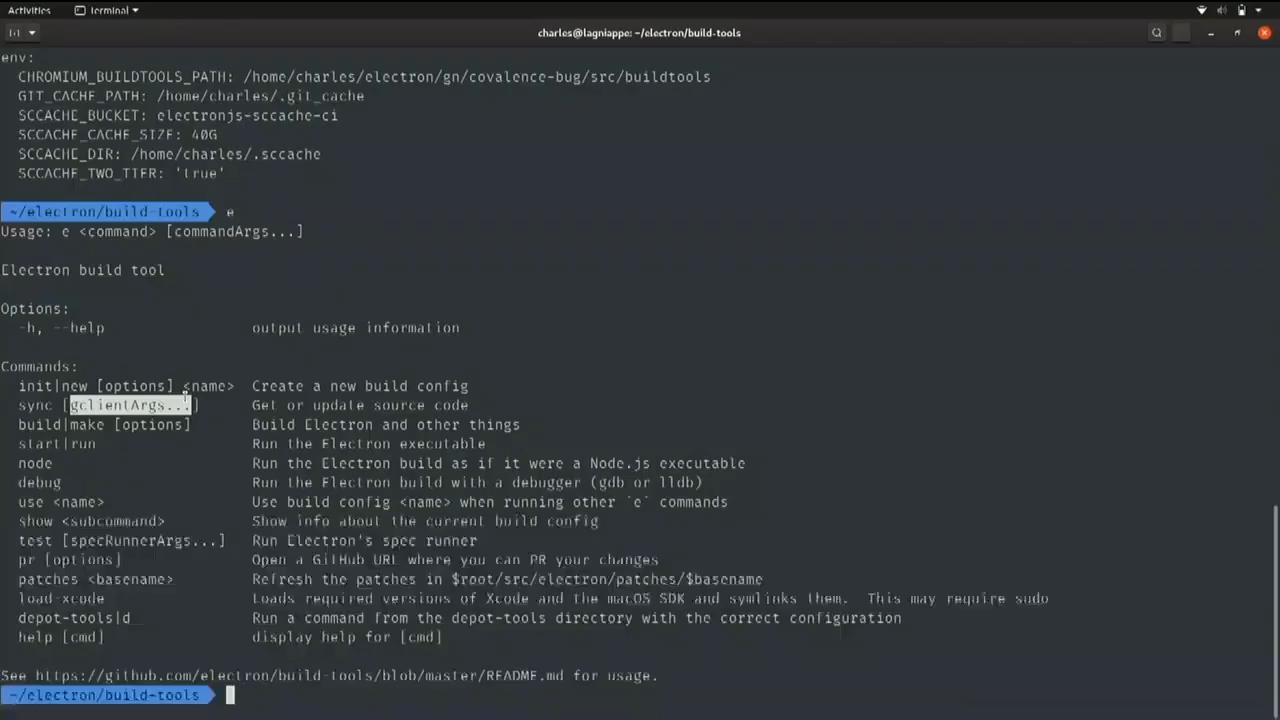 Activities Terminal
charles@lagniappe: ~/electron/build-tools
env:
CHROMIUM_BUILDTOOLS_PATH: /home/charles/electron/gn/covalence-bug/src/buildtools
GIT_CACHE_PATH: /home/charles/.git_cache
SCCACHE_BUCKET: electronjs-sccache-ci
SCCACHE_CACHE_SIZE: 40G
SCCACHE_DIR: /home/charles/.sccache
SCCACHE_TWO_TIER: 'true'
~/electron/build-tools e
Usage: e <command> [commandArgs...]
Electron build tool
Options:
-h, --help output usage information
Commands:
init|new [options] <name> Create a new build config
sync [gclientArgs...] Get or update source code
build|make [options] Build Electron and other things
start|run Run the Electron executable
node Run the Electron build as if it were a Node.js executable
debug Run the Electron build with a debugger (gdb or lldb)
use <name> Use build config <name> when running other `e` commands
show <subcommand> Show info about the current build config
test [specRunnerArgs...] Run Electron's spec runner
pr [options] Open a GitHub URL where you can PR your changes
patches <basename> Refresh the patches in $root/src/electron/patches/$basename
load-xcode Loads required versions of Xcode and the macOS SDK and symlinks them. This may require sudo
depot-tools|d Run a command from the depot-tools directory with the correct configuration
help [cmd] display help for [cmd]
See https://github.com/electron/build-tools/blob/master/README.md for usage.
~/electron/build-tools